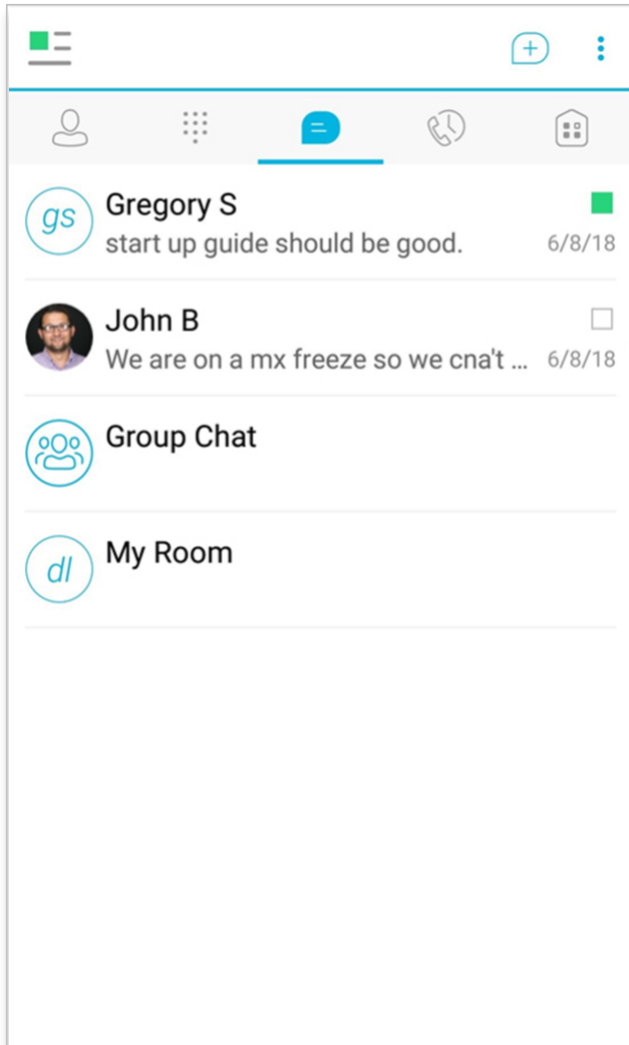 gs
Gregory S
start up guide should be good.
6/8/18
John B
We are on a mx freeze so we cna't ...
6/8/18
Group Chat
dl
My Room